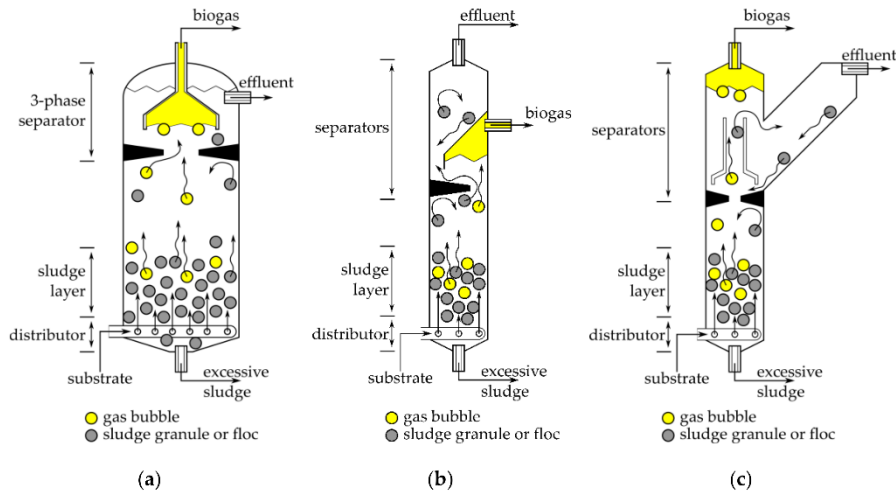 biogas
effluent
3-phase
separator
sludge
layer
distributor
substrate
excessive
sludge
gas bubble
sludge granule or floc
(a)
effluent
biogas
separators
sludge
layer
distributor
substrate
excessive
sludge
gas bubble
sludge granule or floc
(b)
biogas
effluent
separators
sludge
layer
distributor
substrate
excessive
sludge
gas bubble
sludge granule or floc
(c)